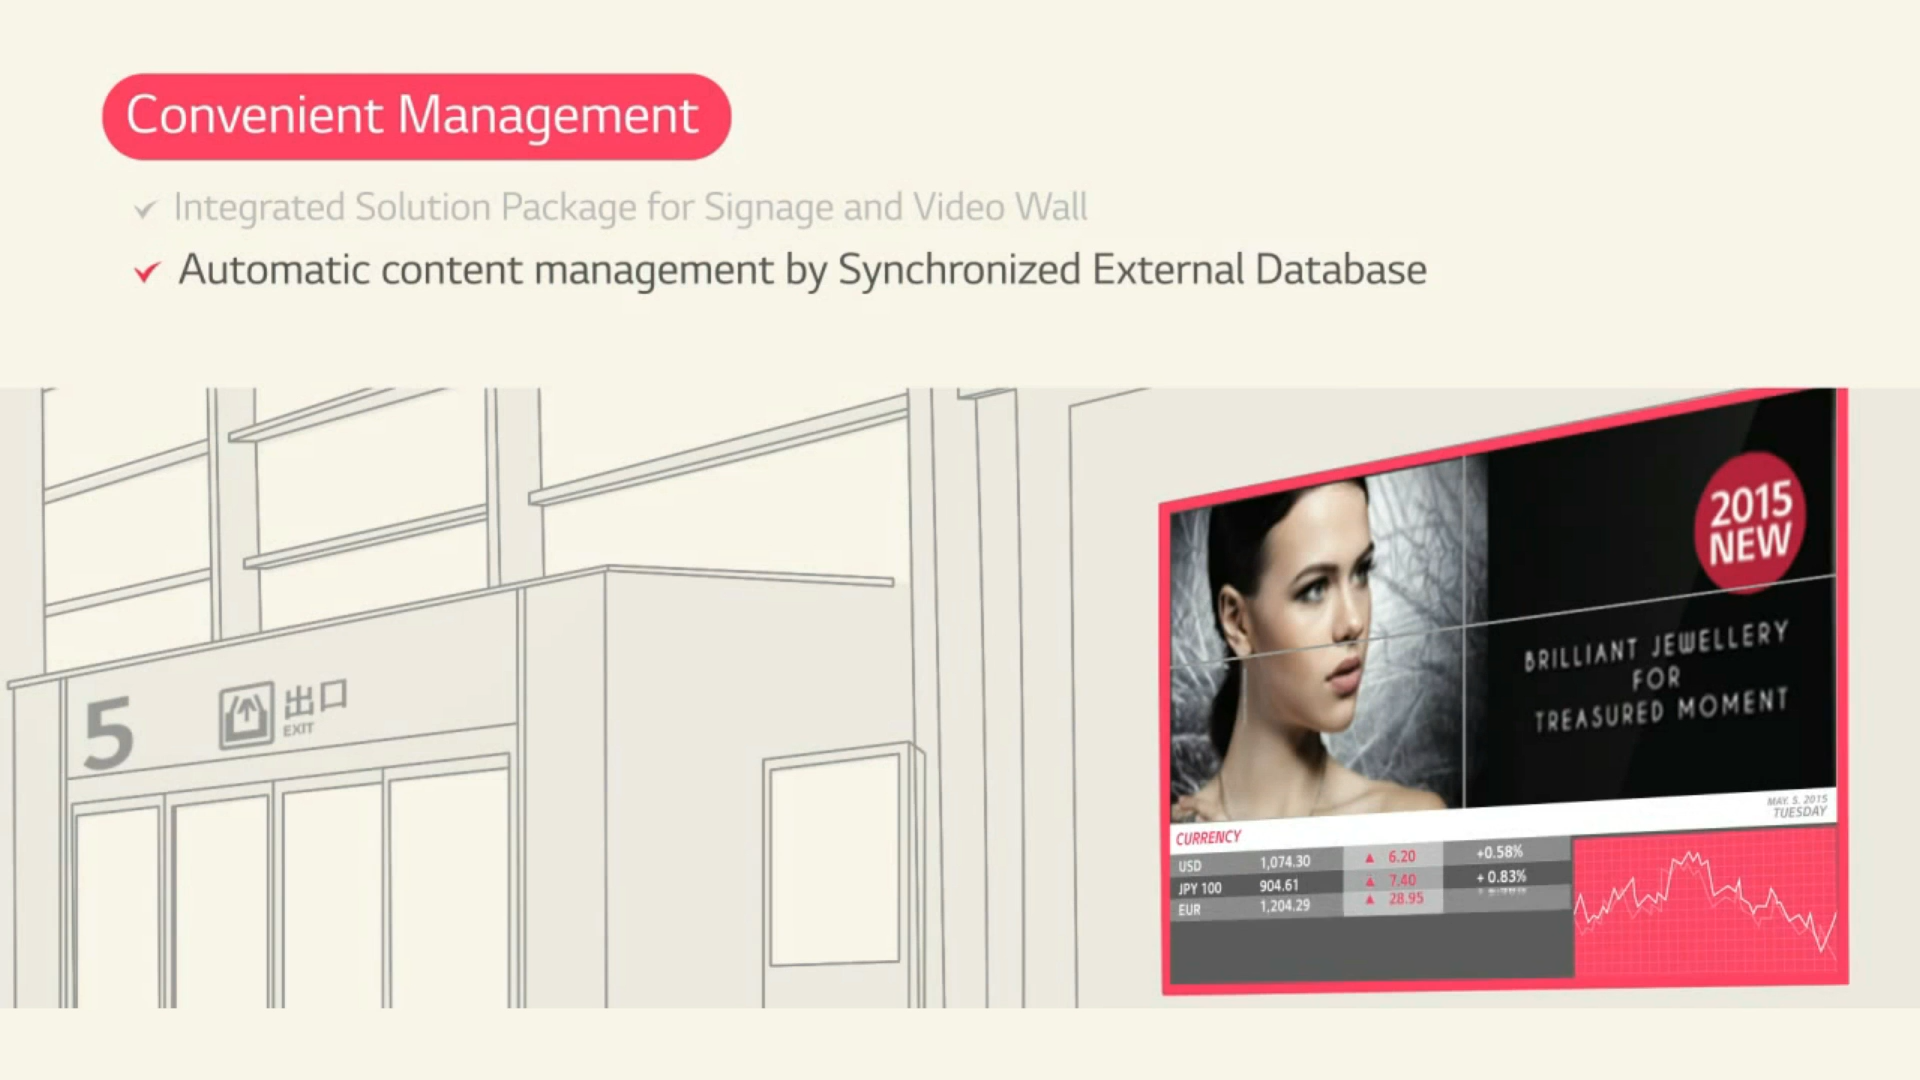 Convenient Management
Integrated Solution Package for Signage and Video Wall
Automatic content management by Synchronized External Database
2015
NEW
BRILLIANT JEWELLERY
FOR
TREASURED MOMENT
5
出口
EXIT
MAY. 5. 2015
TUESDAY
CURRENCY
USD 1,074.30 ▲ 6.20 +0.58%
JPY 100 904.61 ▲ 7.40 + 0.83%
EUR 1,204.29 ▲ 28.95